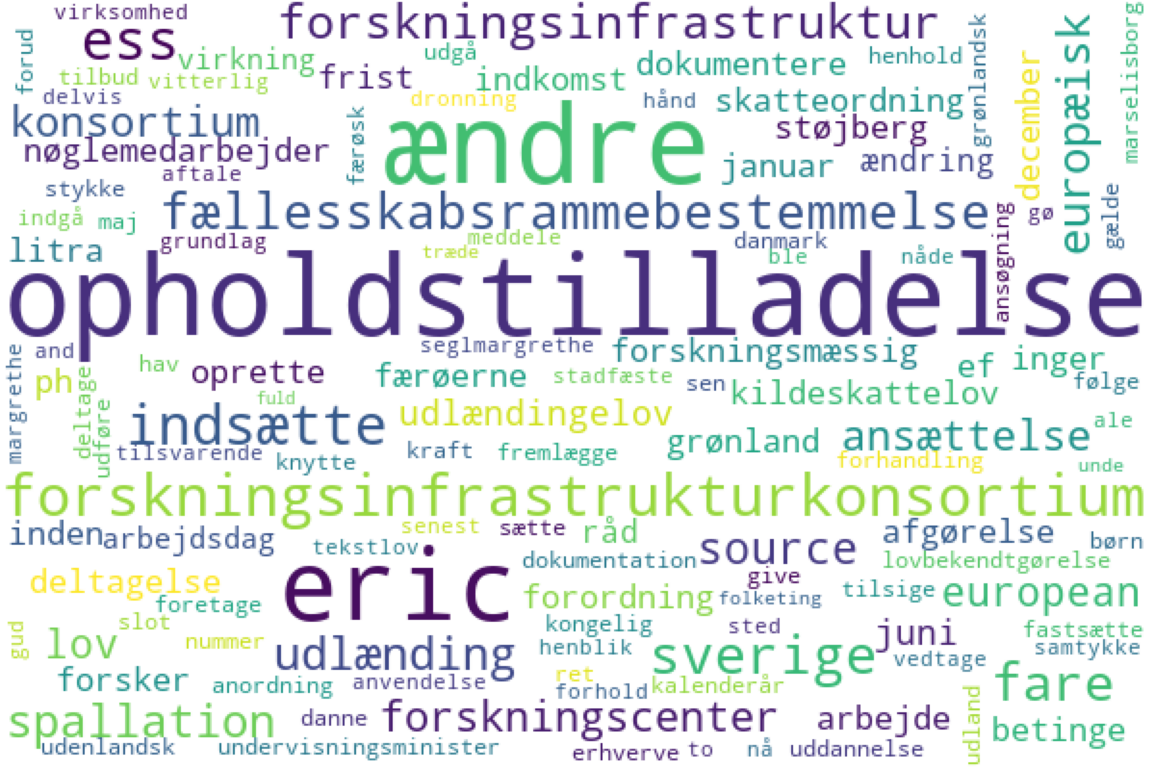 virksomhed
forskningsinfrastruktur
ess
forud
virkning
udgå
henhold
grønlandsk
europæisk
marselisborg
tilbud
vitterlig
frist
indkomst
dokumentere
december
delvis
dronning
hånd
skatteordning
konsortium
færøsk
ændre
støjberg
nøglemedarbejder
januar
ændring
aftale
stykke
fællesskabsrammebestemmelse
gø
gælde
indgå
maj
litra
grundlag
træde
meddele
danmark
ble
nåde
ansøgning
opholdstilladelse
margrethe
and
seglmargrethe
forskningsmæssig
hav
oprette
færøerne
stadfæste
sen
ef
inger
følge
ph
deltage
fuld
kildeskattelov
udføre
indsætte
udlændingelov
grønland
ansættelse
ale
tilsvarende
knytte
kraft
fremlægge
forhandling
unde
forskningsinfrastrukturkonsortium
inden
arbejdsdag
senest
sætte
råd
source
afgørelse
børn
tekstlov
dokumentation
lovbekendtgørelse
deltagelse
eric
give
foretage
forordning
folketing
tilsige
european
gud
lov
slot
nummer
udlænding
kongelig
henblik
sted
sverige
juni
vedtage
fastsætte
samtykke
forsker
anordning
anvendelse
ret
forhold
kalenderår
fare
spallation
danne
forskningscenter
arbejde
udland
betinge
udenlandsk
undervisningsminister
erhverve
to
nå
uddannelse